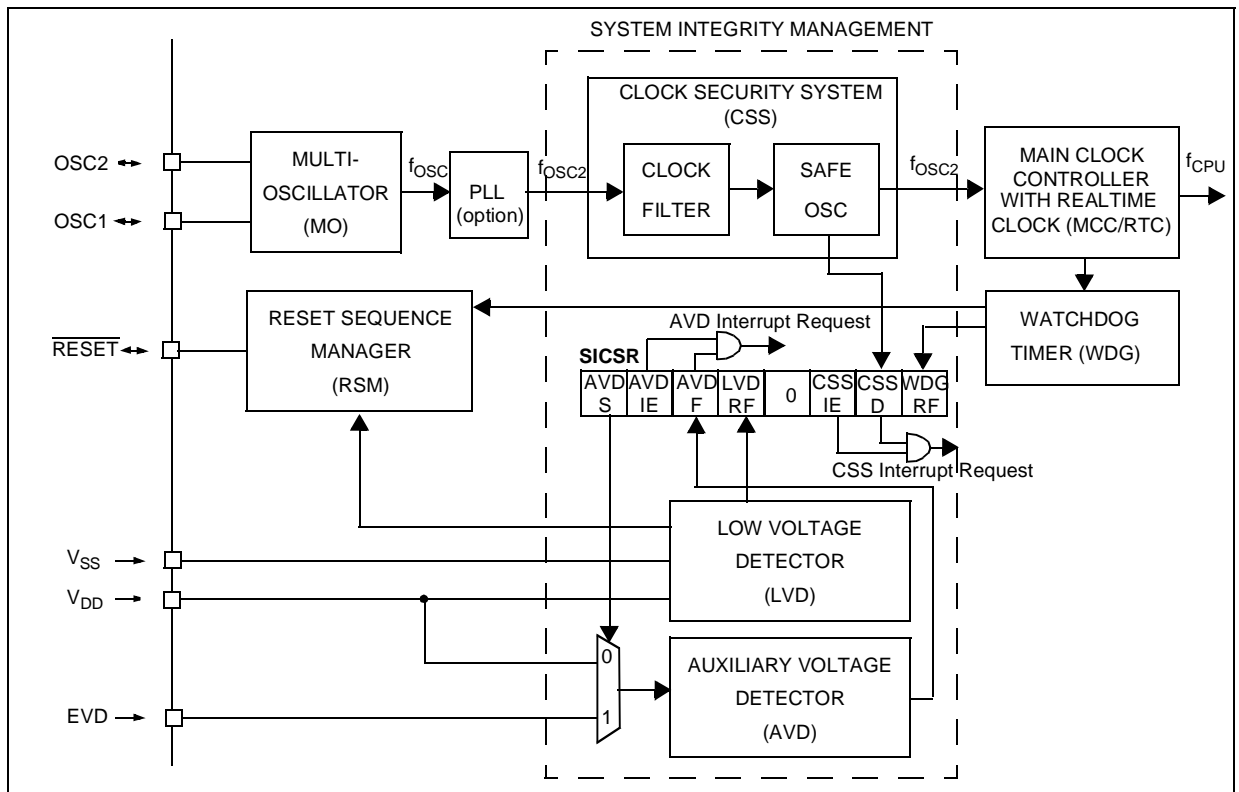 SYSTEM INTEGRITY MANAGEMENT
CLOCK SECURITY SYSTEM
(CSS)
OSC2
OSC1
MULTI-
OSCILLATOR
(MO)
fOSC
PLL
(option)
fOSC2
CLOCK
FILTER
SAFE
OSC
fOSC2
MAIN CLOCK
CONTROLLER
WITH REALTIME
CLOCK (MCC/RTC)
fCPU
RESET
RESET SEQUENCE
MANAGER
(RSM)
AVD Interrupt Request
WATCHDOG
TIMER (WDG)
SICSR
AVD AVD AVD LVD 0 CSS CSS WDG
S IE F RF IE D RF
CSS Interrupt Request
LOW VOLTAGE
DETECTOR
(LVD)
VSS
VDD
0
1
AUXILIARY VOLTAGE
DETECTOR
(AVD)
EVD